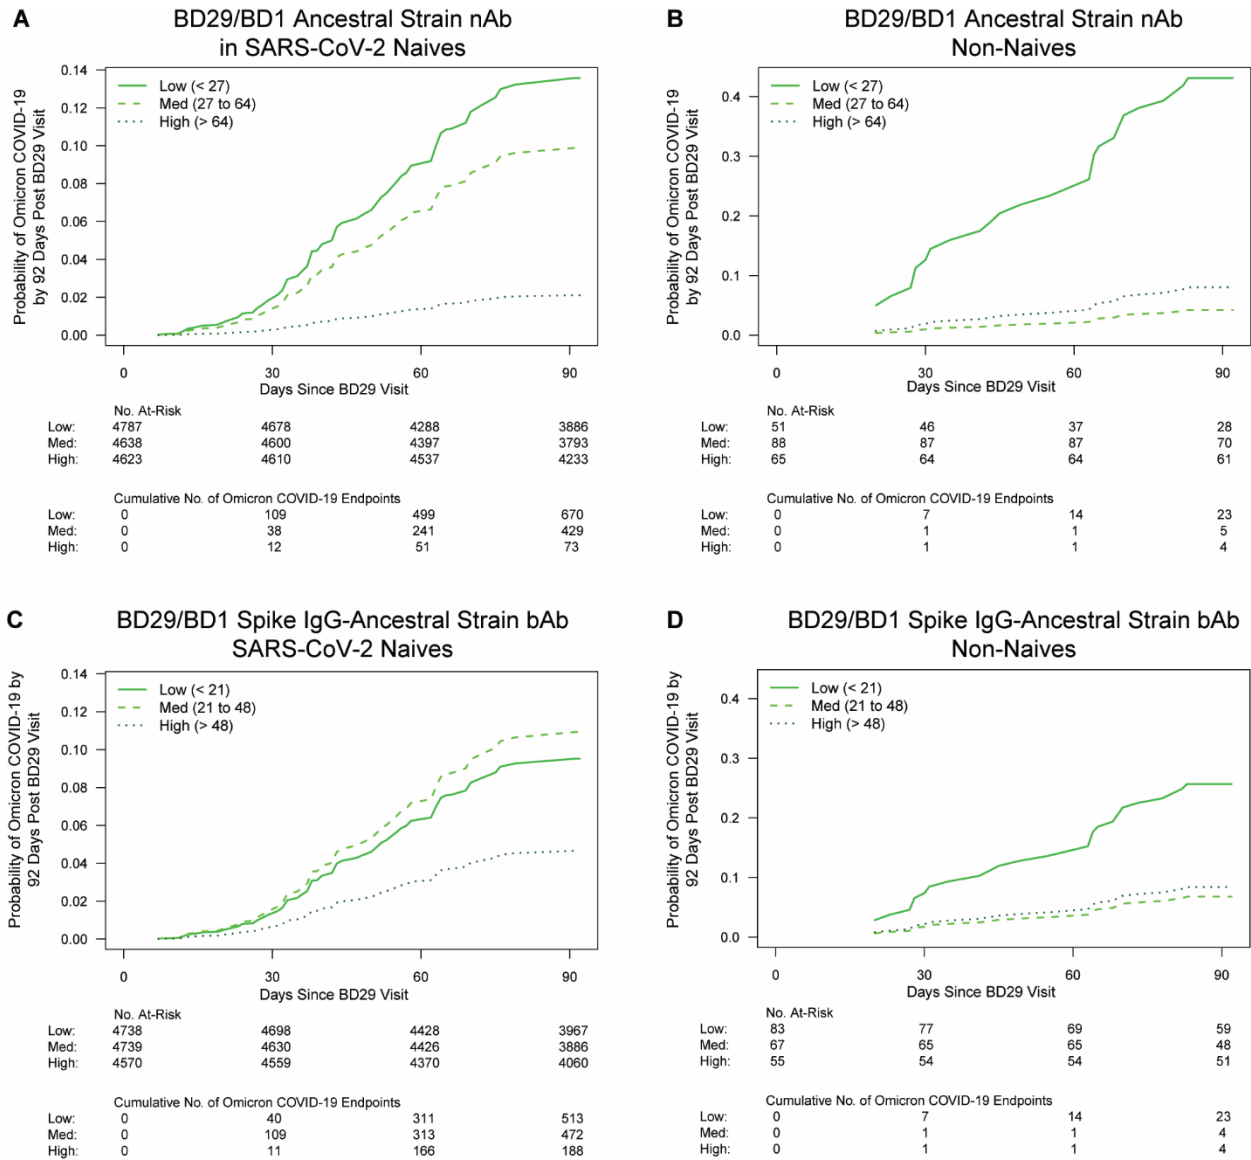 A
BD29/BD1 Ancestral Strain nAb
in SARS-CoV-2 Naives
Probability of Omicron COVID-19
by 92 Days Post BD29 Visit
0.14
0.12
0.10
0.08
0.06
0.04
0.02
0.00
Low (< 27)
Med (27 to 64)
High (> 64)
0 30 60 90
Days Since BD29 Visit
No. At-Risk
Low: 4787 4678 4288 3886
Med: 4638 4600 4397 3793
High: 4623 4610 4537 4233
Cumulative No. of Omicron COVID-19 Endpoints
Low: 0 109 499 670
Med: 0 38 241 429
High: 0 12 51 73
B
BD29/BD1 Ancestral Strain nAb
Non-Naives
Probability of Omicron COVID-19
by 92 Days Post BD29 Visit
0.4
0.3
0.2
0.1
0.0
Low (< 27)
Med (27 to 64)
High (> 64)
0 30 60 90
Days Since BD29 Visit
No. At-Risk
Low: 51 46 37 28
Med: 88 87 87 70
High: 65 64 64 61
Cumulative No. of Omicron COVID-19 Endpoints
Low: 0 7 14 23
Med: 0 1 1 5
High: 0 1 1 4
C
BD29/BD1 Spike IgG-Ancestral Strain bAb
SARS-CoV-2 Naives
Probability of Omicron COVID-19 by
92 Days Post BD29 Visit
0.14
0.12
0.10
0.08
0.06
0.04
0.02
0.00
Low (< 21)
Med (21 to 48)
High (> 48)
0 30 60 90
Days Since BD29 Visit
No. At-Risk
Low: 4738 4698 4428 3967
Med: 4739 4630 4426 3886
High: 4570 4559 4370 4060
Cumulative No. of Omicron COVID-19 Endpoints
Low: 0 40 311 513
Med: 0 109 313 472
High: 0 11 166 188
D
BD29/BD1 Spike IgG-Ancestral Strain bAb
Non-Naives
Probability of Omicron COVID-19 by
92 Days Post BD29 Visit
0.4
0.3
0.2
0.1
0.0
Low (< 21)
Med (21 to 48)
High (> 48)
0 30 60 90
Days Since BD29 Visit
No. At-Risk
Low: 83 77 69 59
Med: 67 65 65 48
High: 55 54 54 51
Cumulative No. of Omicron COVID-19 Endpoints
Low: 0 7 14 23
Med: 0 1 1 4
High: 0 1 1 4